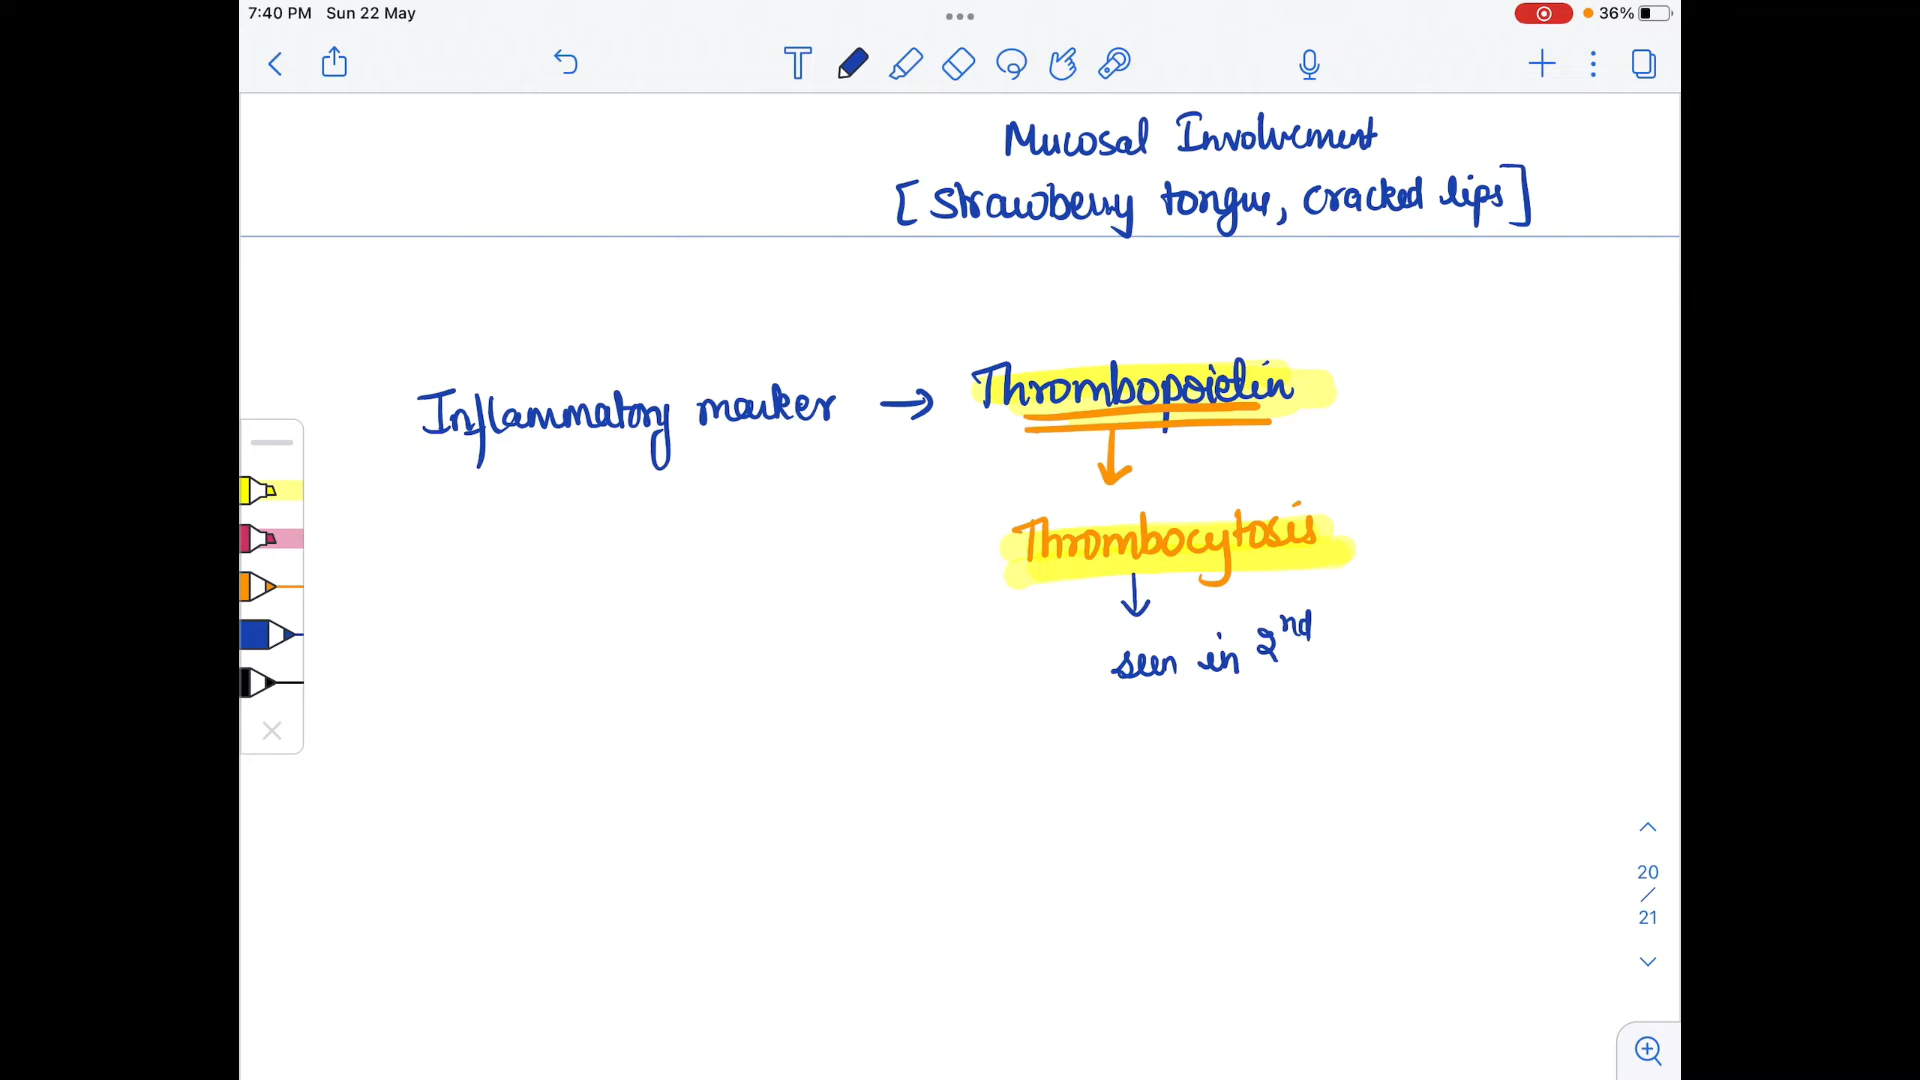 7:40 PM Sun 22 May
36%
Mucosal Involvement
[strawberry tongue, cracked lips]
Inflammatory marker → Thrombopoietin
↓
Thrombocytosis
↓
seen in 2nd
20
/
21